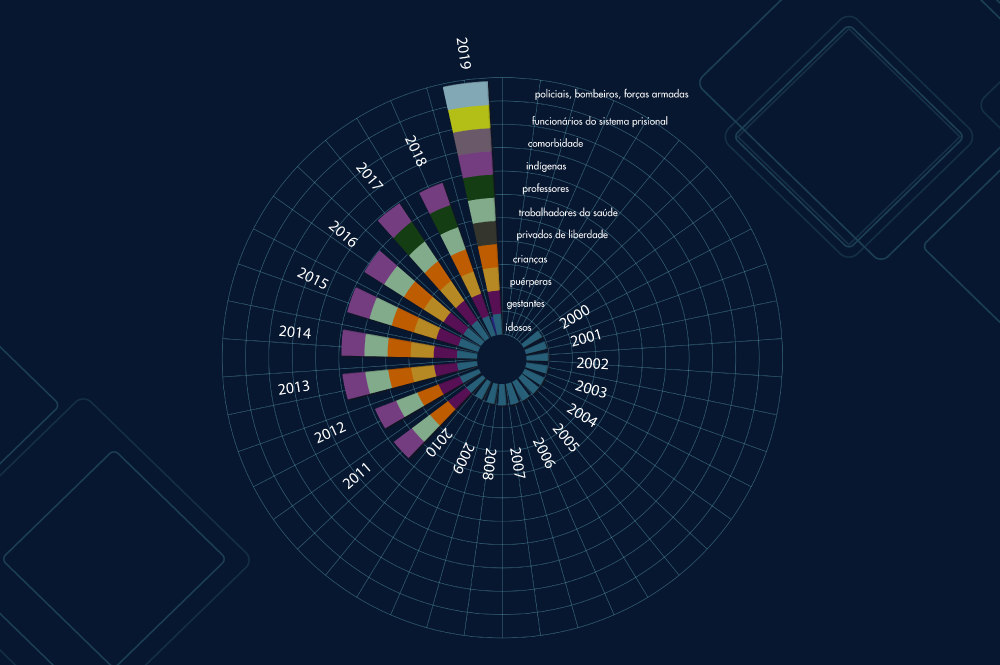 2019
policiais, bombeiros, forças armadas
funcionários do sistema prisional
comorbidade
indígenas
professores
trabalhadores da saúde
privados de liberdade
crianças
puérperas
gestantes
idosos
2000
2001
2002
2003
2004
2005
2006
2007
2008
2009
2010
2011
2012
2013
2014
2015
2016
2017
2018